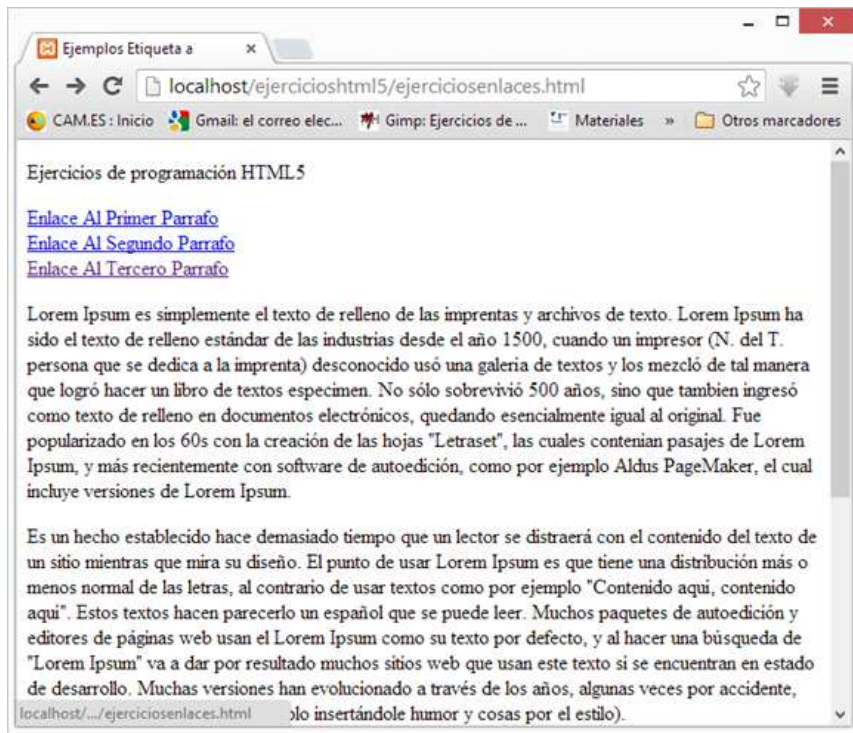 Ejemplos Etiqueta a
localhost/ejercicioshtml5/ejerciciosenlaces.html
CAM.ES : Inicio Gmail: el correo elec... Gimp: Ejercicios de ... Materiales » Otros marcadores
Ejercicios de programación HTML5
Enlace Al Primer Parrafo
Enlace Al Segundo Parrafo
Enlace Al Tercero Parrafo
Lorem Ipsum es simplemente el texto de relleno de las imprentas y archivos de texto. Lorem Ipsum ha
sido el texto de relleno estándar de las industrias desde el año 1500, cuando un impresor (N. del T.
persona que se dedica a la imprenta) desconocido usó una galería de textos y los mezcló de tal manera
que logró hacer un libro de textos especimen. No sólo sobrevivió 500 años, sino que tambien ingresó
como texto de relleno en documentos electrónicos, quedando esencialmente igual al original. Fue
popularizado en los 60s con la creación de las hojas "Letraset", las cuales contenian pasajes de Lorem
Ipsum, y más recientemente con software de autoedición, como por ejemplo Aldus PageMaker, el cual
incluye versiones de Lorem Ipsum.
Es un hecho establecido hace demasiado tiempo que un lector se distraerá con el contenido del texto de
un sitio mientras que mira su diseño. El punto de usar Lorem Ipsum es que tiene una distribución más o
menos normal de las letras, al contrario de usar textos como por ejemplo "Contenido aquí, contenido
aquí". Estos textos hacen parecerlo un español que se puede leer. Muchos paquetes de autoedición y
editores de páginas web usan el Lorem Ipsum como su texto por defecto, y al hacer una búsqueda de
"Lorem Ipsum" va a dar por resultado muchos sitios web que usan este texto si se encuentran en estado
de desarrollo. Muchas versiones han evolucionado a través de los años, algunas veces por accidente,
localhost/.../ejerciciosenlaces.html olo insertándole humor y cosas por el estilo).